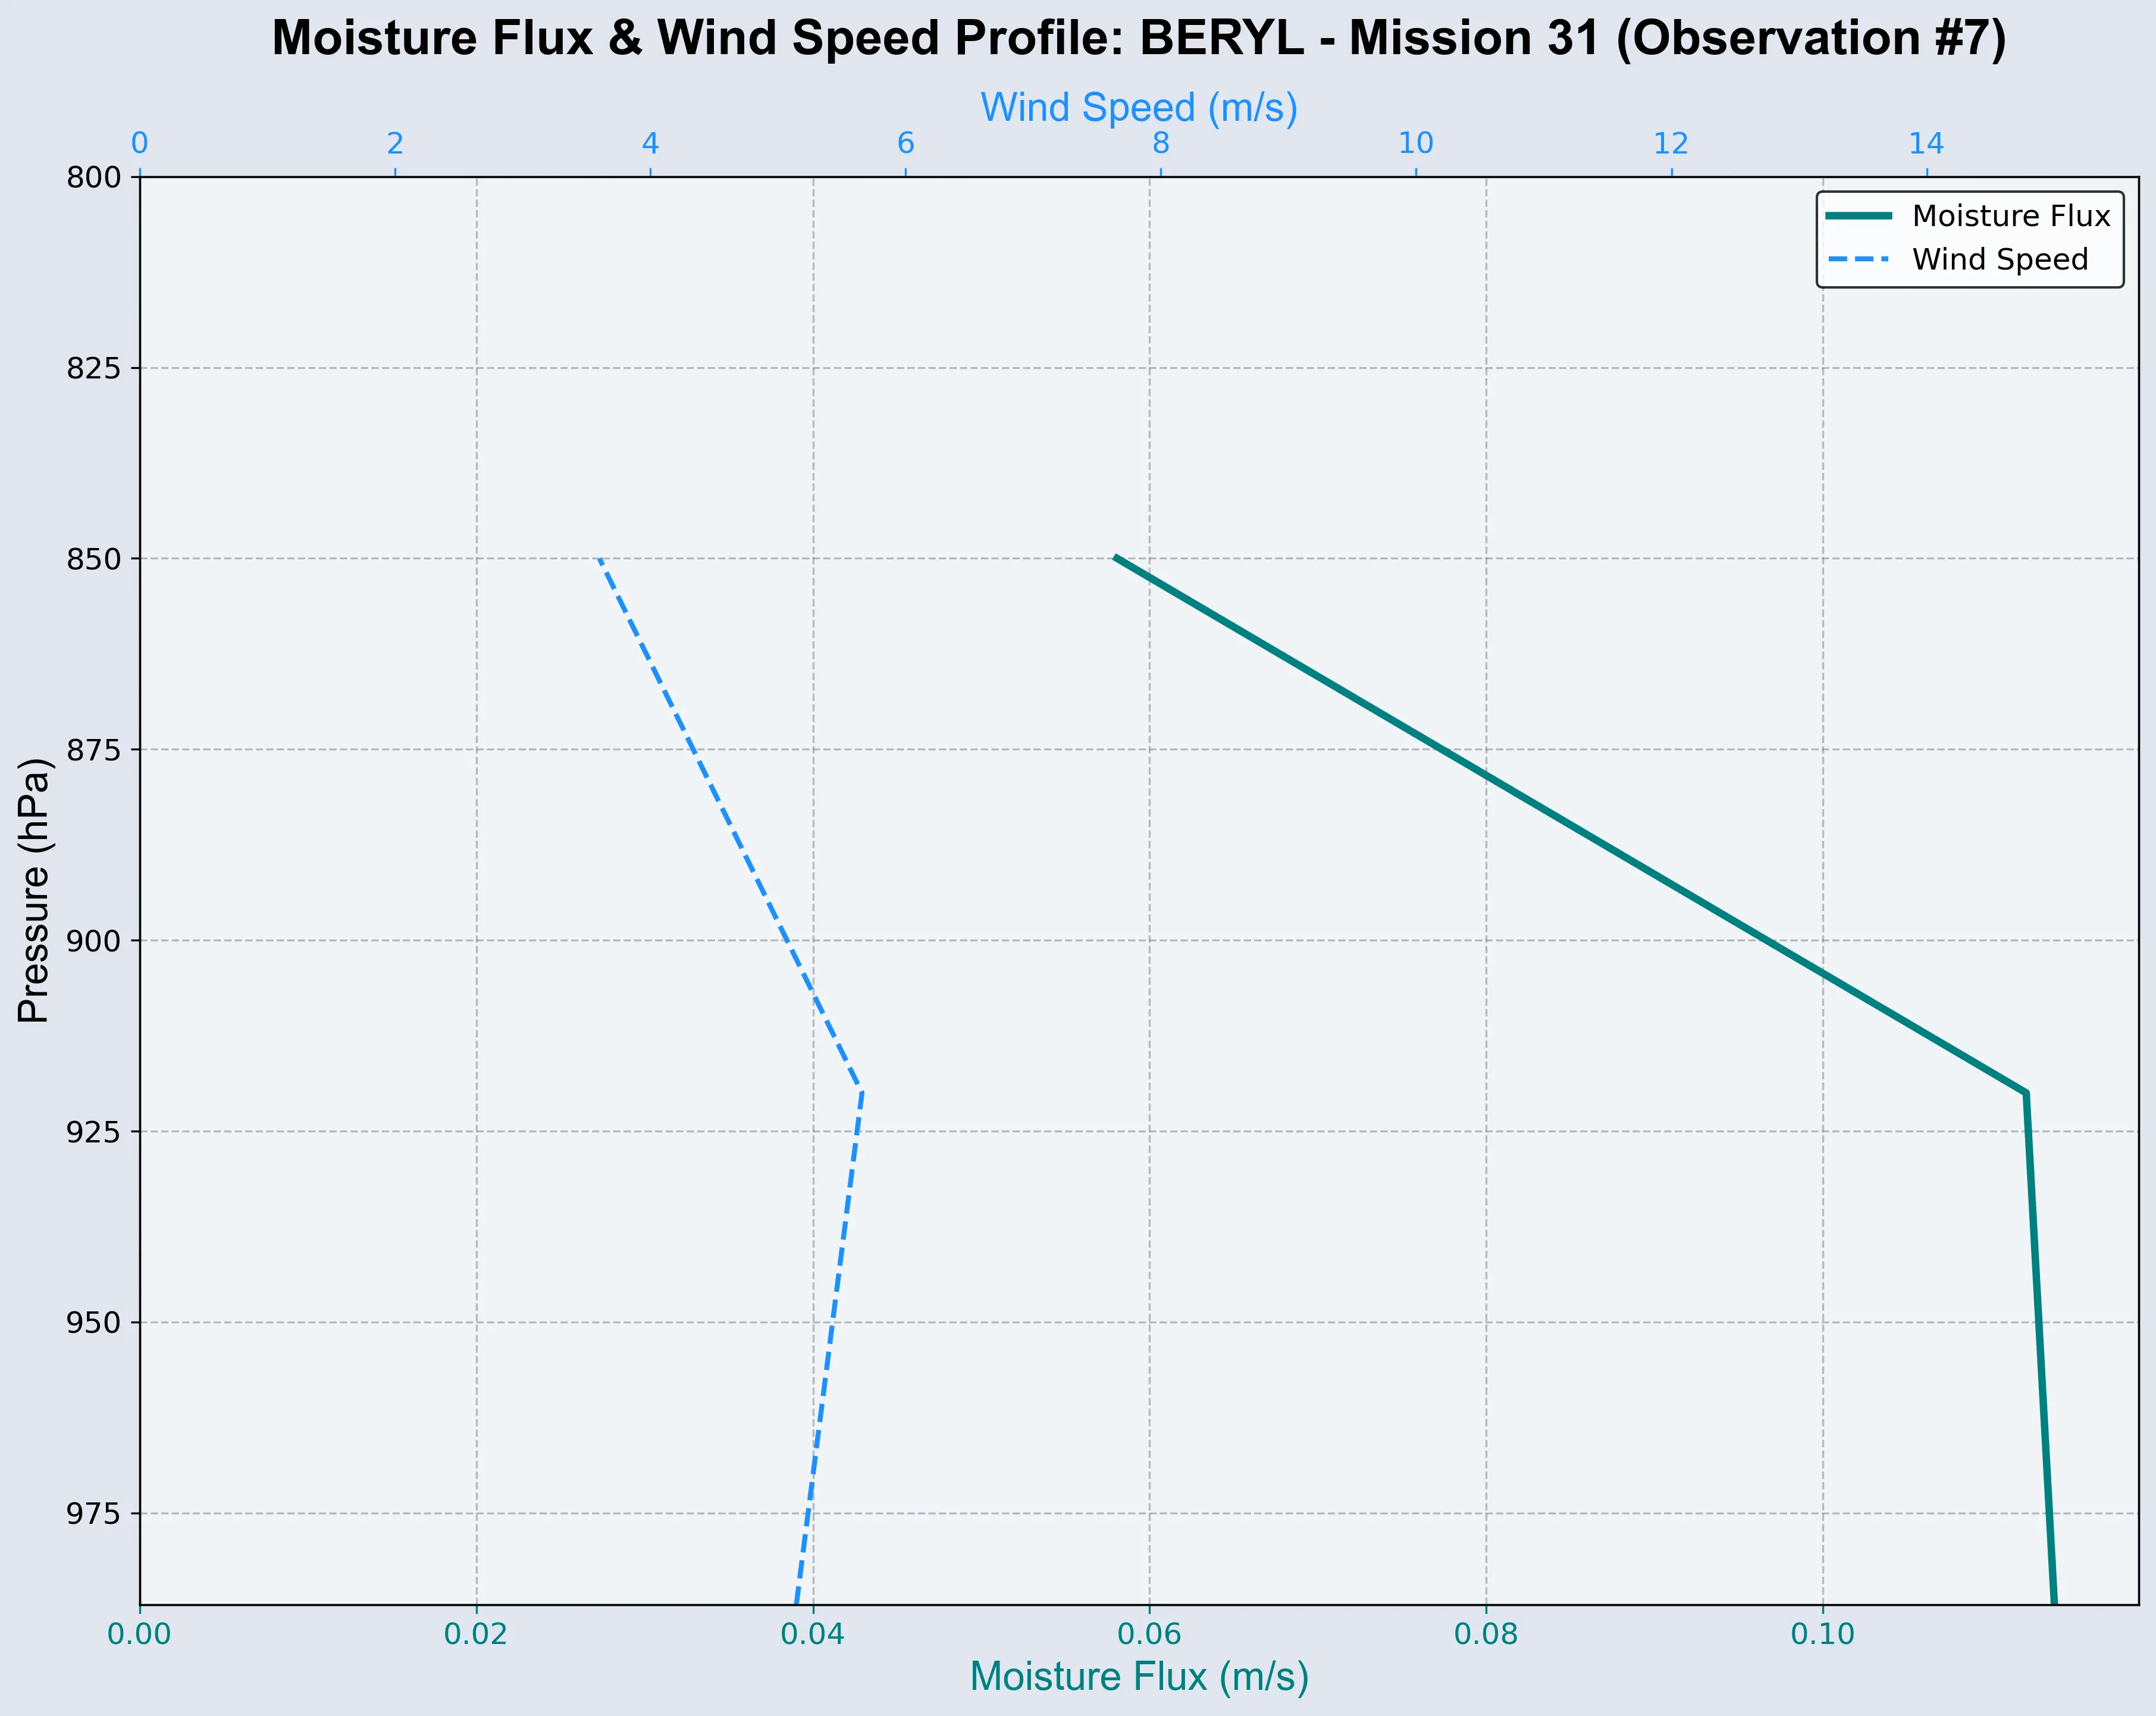 Moisture Flux & Wind Speed Profile: BERYL - Mission 31 (Observation #7)
Wind Speed (m/s)
0 2 4 6 8 10 12 14
Moisture Flux
Wind Speed
Pressure (hPa)
800
825
850
875
900
925
950
975
0.00 0.02 0.04 0.06 0.08 0.10
Moisture Flux (m/s)